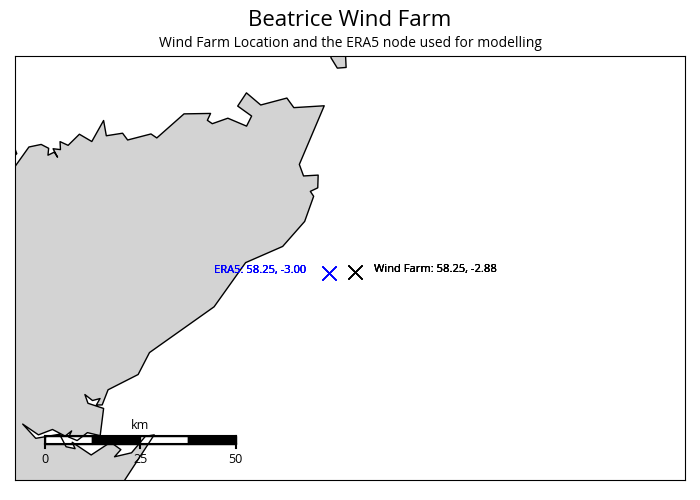 Beatrice Wind Farm
Wind Farm Location and the ERA5 node used for modelling
ERA5: 58.25, -3.00
Wind Farm: 58.25, -2.88
km
0 25 50